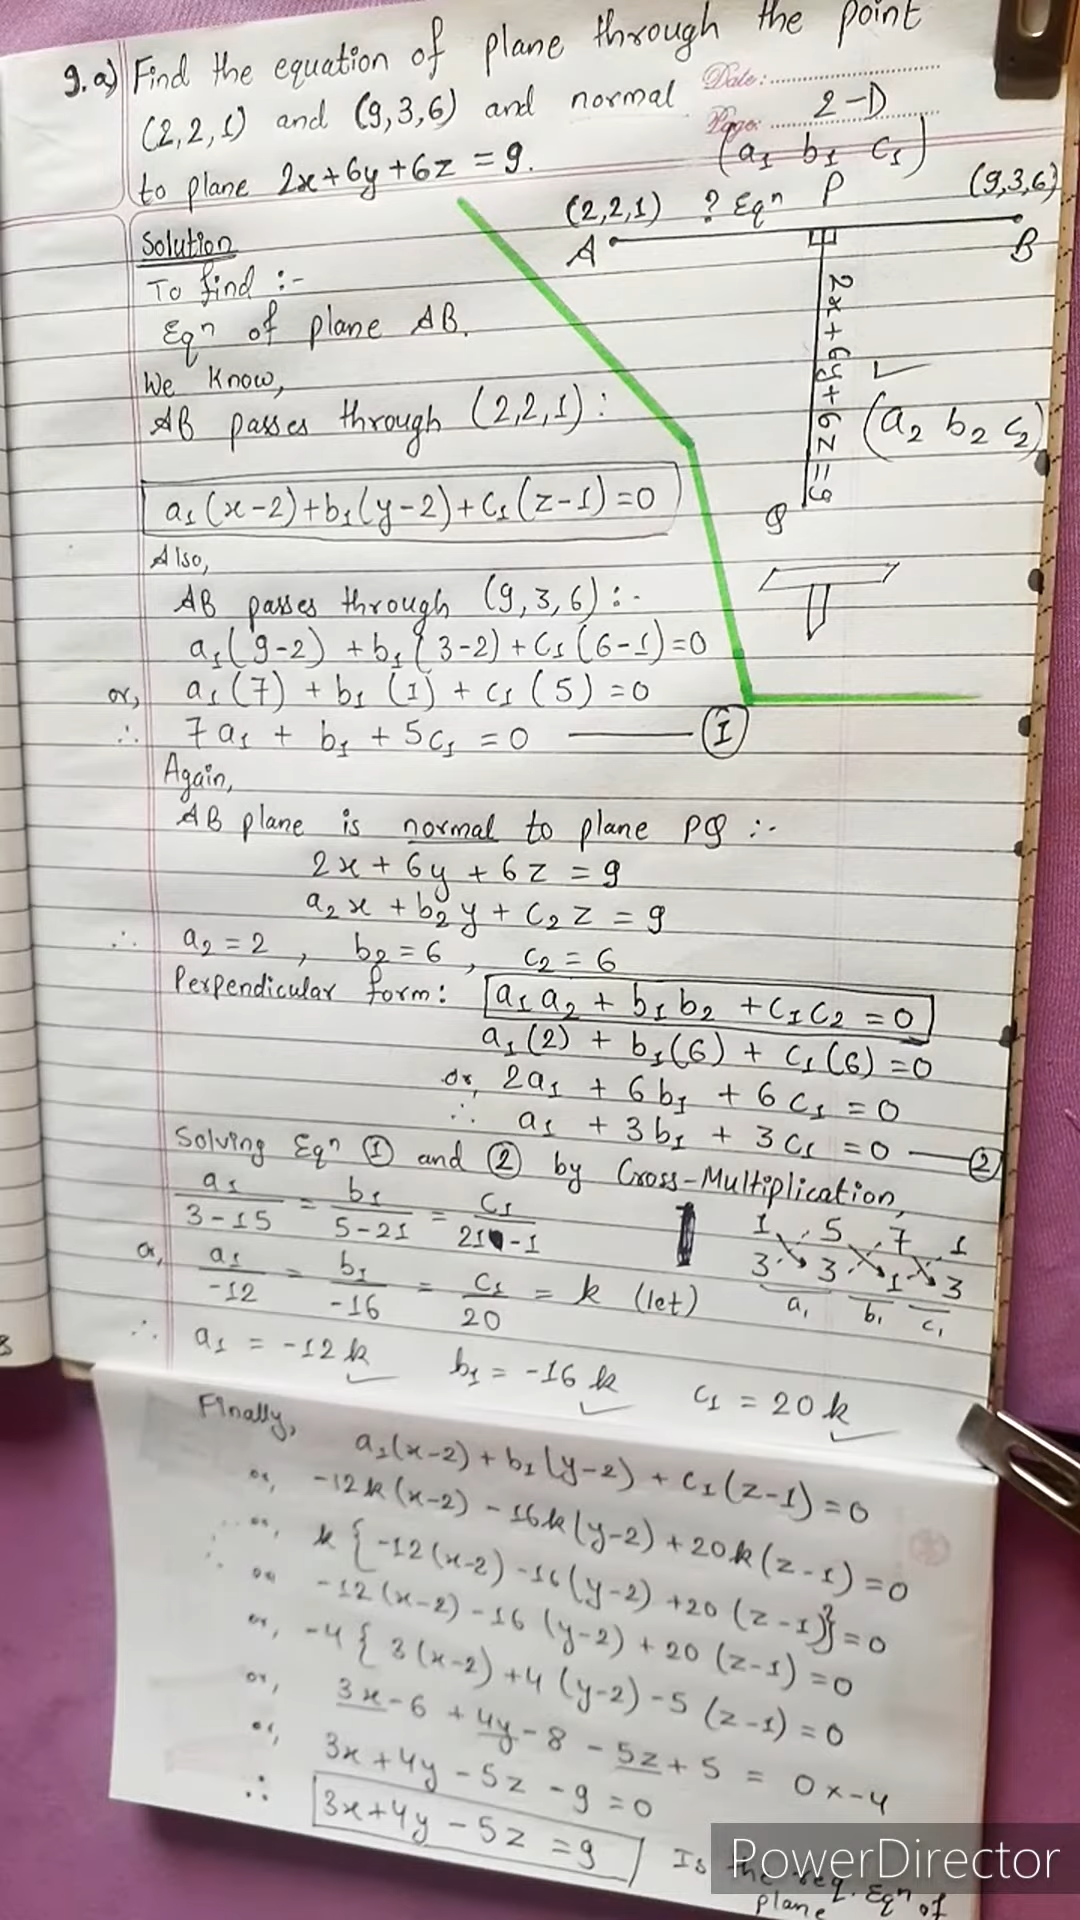 9.a) Find the equation of plane through the point
(2,2,1) and (9,3,6) and normal
to plane 2x+6y+6z = 9.
Date:
Page:
2-D
(a₁ b₁ c₁)
(2,2,1) ? Eqⁿ P (9,3,6)
A B
2x+6y+6z=9
(a₂ b₂ c₂)
Q
Solution
To find :-
Eqⁿ of plane AB.
We Know,
AB passes through (2,2,1) :
a₁(x-2)+b₁(y-2)+c₁(z-1)=0
Also,
AB passes through (9,3,6) :-
a₁(9-2) + b₁(3-2) + c₁(6-1)=0
or, a₁(7) + b₁(1) + c₁(5) =0
∴ 7a₁ + b₁ + 5c₁ = 0 ——— I
Again,
AB plane is normal to plane PQ :-
2x + 6y + 6z = 9
a₂x + b₂y + c₂z = 9
∴ a₂ = 2 , b₂ = 6 , c₂ = 6
Perpendicular form: a₁a₂ + b₁b₂ + c₁c₂ = 0
a₁(2) + b₁(6) + c₁(6) =0
or, 2a₁ + 6b₁ + 6c₁ = 0
∴ a₁ + 3b₁ + 3c₁ = 0 — ②
Solving Eqⁿ ① and ② by Cross-Multiplication,
a₁/3-15 = b₁/5-21 = c₁/21-1
1 5 7 1
3 3 1 3
a₁ b₁ c₁
or, a₁/-12 = b₁/-16 = c₁/20 = k (let)
∴ a₁ = -12k b₁ = -16k c₁ = 20k
Finally,
a₁(x-2) + b₁(y-2) + c₁(z-1) = 0
or, -12k(x-2) - 16k(y-2) + 20k(z-1) = 0
or, k{-12(x-2) -16(y-2) +20(z-1)} = 0
or -12(x-2) -16(y-2) + 20(z-1) = 0
or, -4{3(x-2) +4(y-2) -5(z-1) = 0
or, 3x-6 + 4y-8 - 5z+5 = 0x-4
or, 3x+4y - 5z - 9 = 0
∴ 3x+4y - 5z = 9 Is the req. Eqⁿ of
plane
PowerDirector